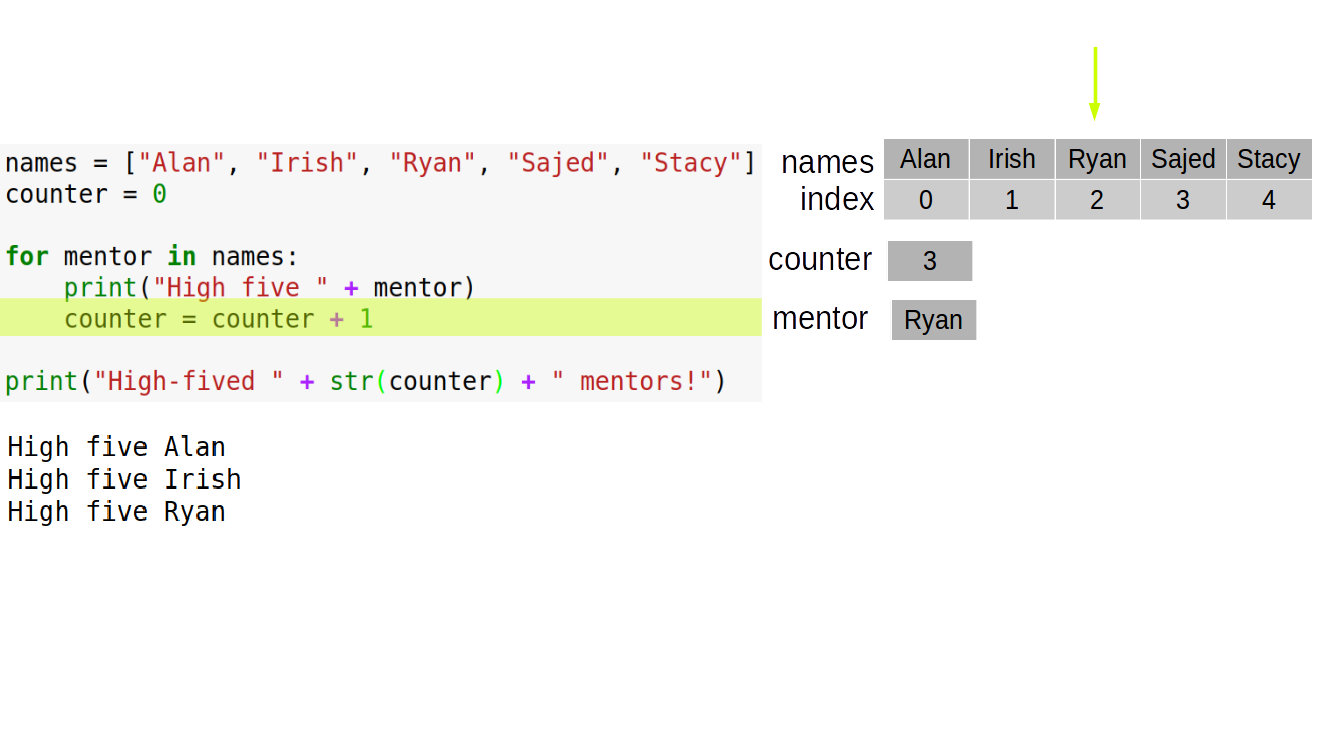 names = ["Alan", "Irish", "Ryan", "Sajed", "Stacy"]
counter = 0
for mentor in names:
    print("High five " + mentor)
    counter = counter + 1
print("High-fived " + str(counter) + " mentors!")
High five Alan
High five Irish
High five Ryan
names Alan Irish Ryan Sajed Stacy
index 0 1 2 3 4
counter 3
mentor Ryan